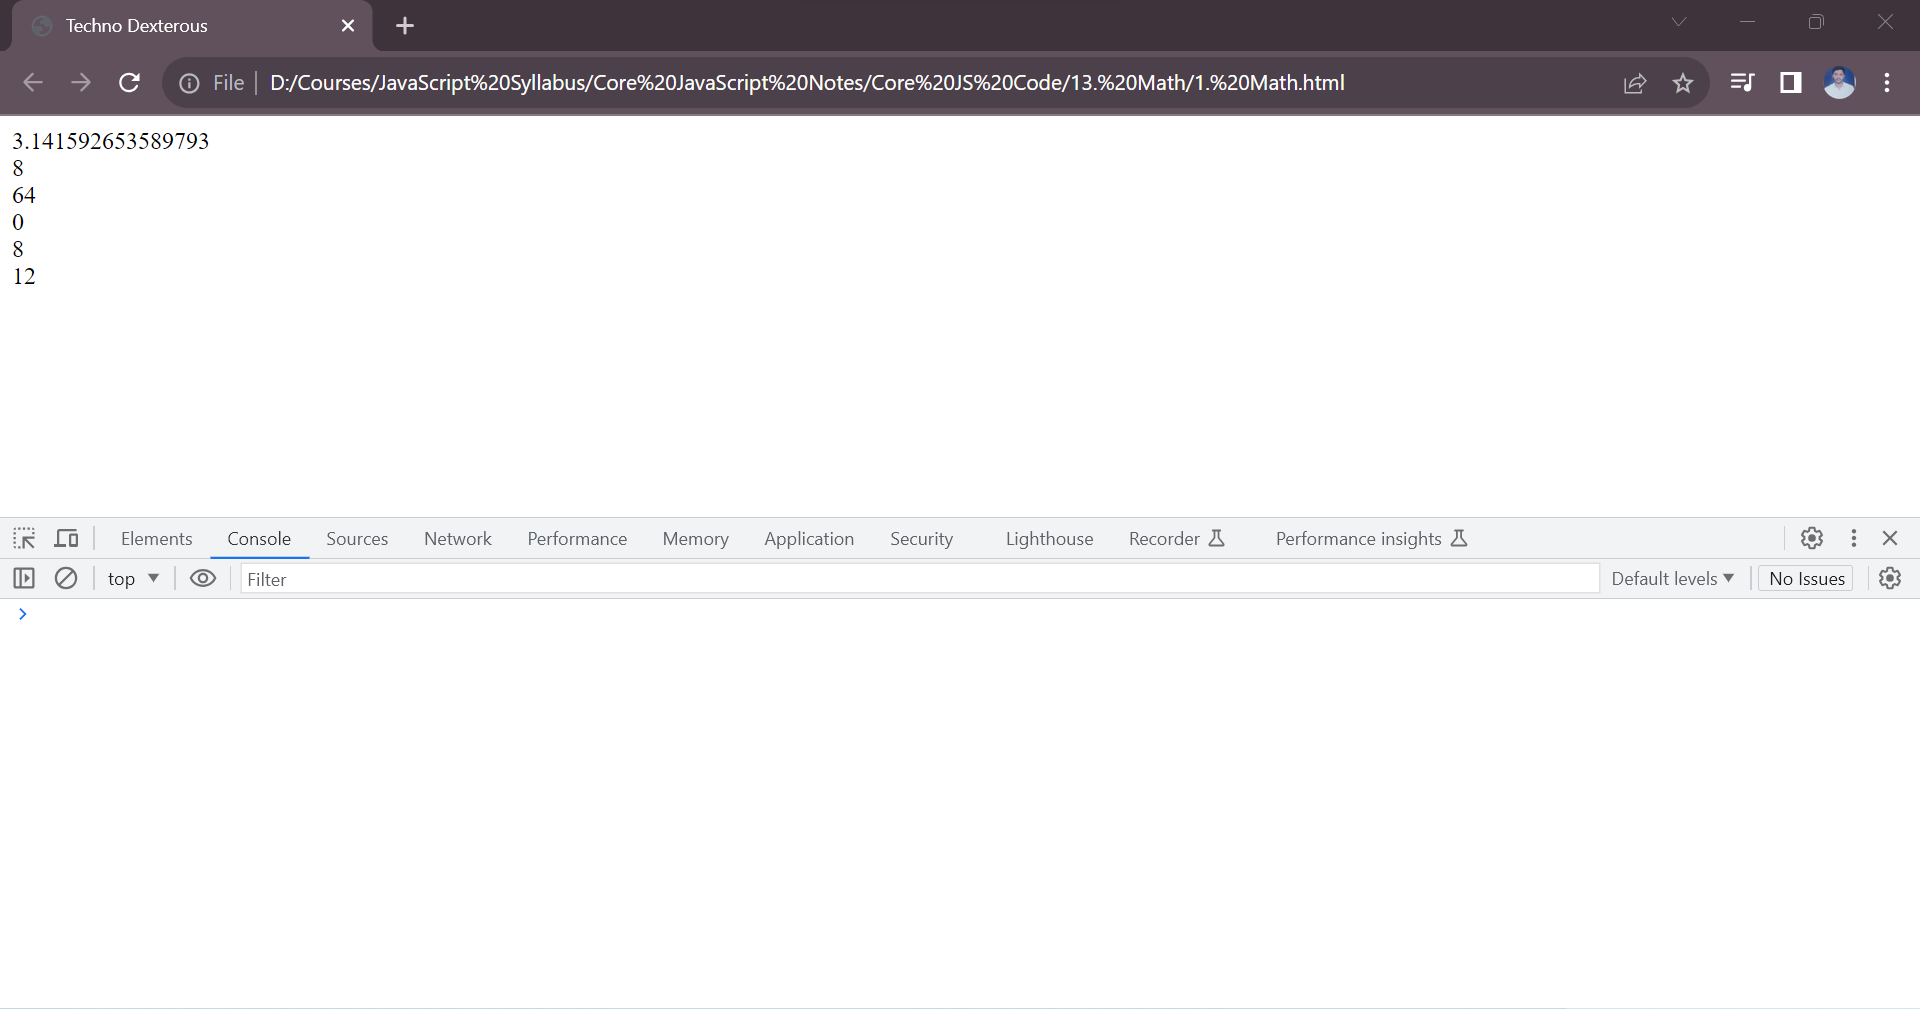 Techno Dexterous
File D:/Courses/JavaScript%20Syllabus/Core%20JavaScript%20Notes/Core%20JS%20Code/13.%20Math/1.%20Math.html
3.141592653589793
8
64
0
8
12
Elements Console Sources Network Performance Memory Application Security Lighthouse Recorder Performance insights
top Filter Default levels No Issues